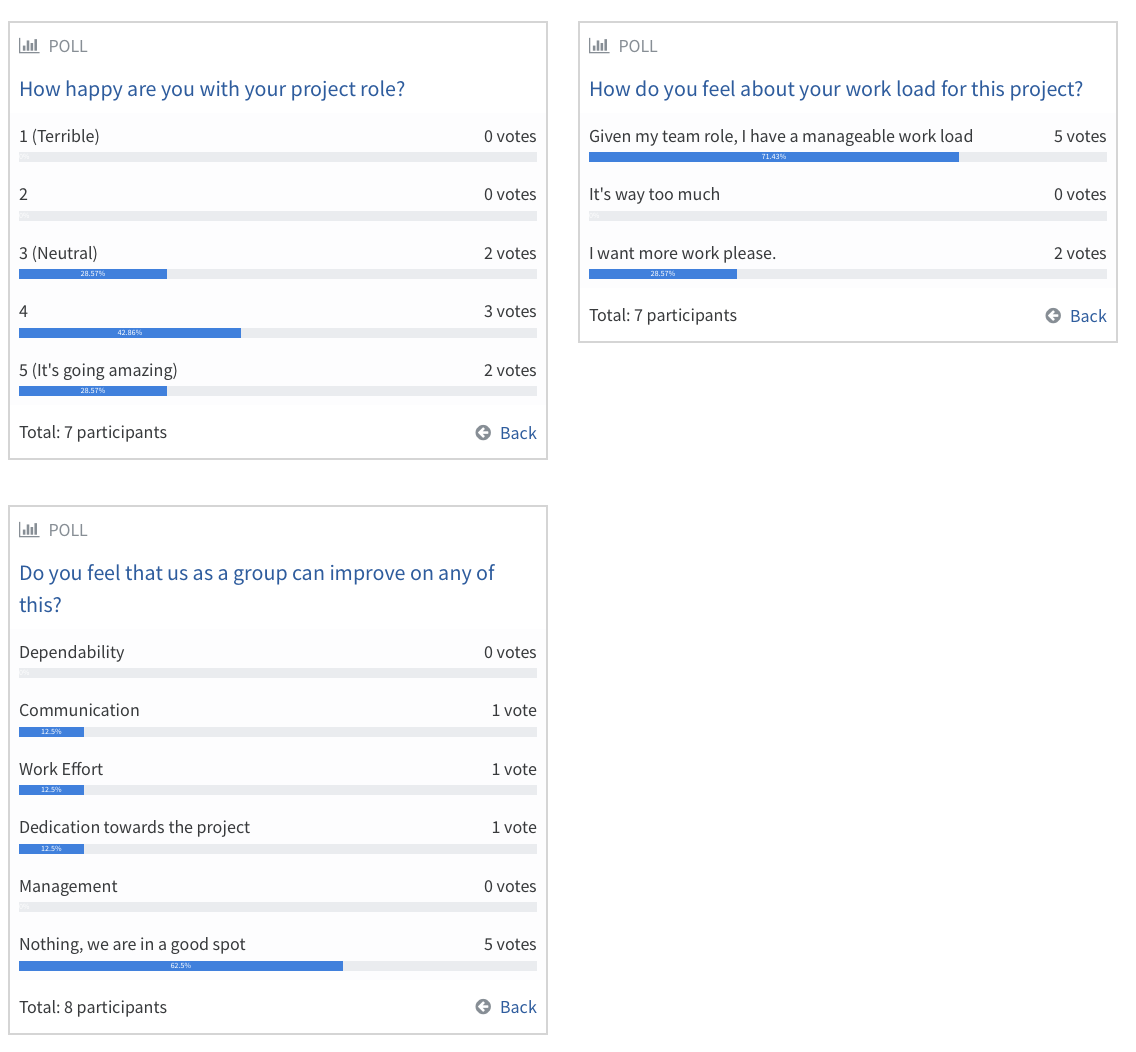 POLL
How happy are you with your project role?
1 (Terrible) 0 votes
2 0 votes
3 (Neutral) 2 votes
28.57%
4 3 votes
42.86%
5 (It's going amazing) 2 votes
28.57%
Total: 7 participants Back
POLL
How do you feel about your work load for this project?
Given my team role, I have a manageable work load 5 votes
71.43%
It's way too much 0 votes
I want more work please. 2 votes
28.57%
Total: 7 participants Back
POLL
Do you feel that us as a group can improve on any of
this?
Dependability 0 votes
Communication 1 vote
12.5%
Work Effort 1 vote
12.5%
Dedication towards the project 1 vote
12.5%
Management 0 votes
Nothing, we are in a good spot 5 votes
62.5%
Total: 8 participants Back